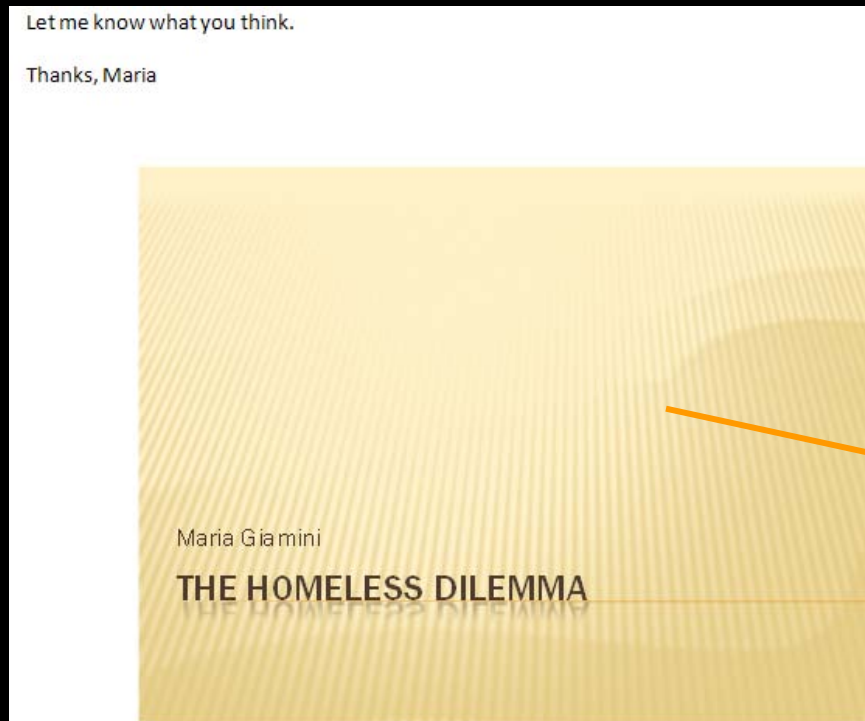 Let me know what you think.
Thanks, Maria
Maria Giamini
THE HOMELESS DILEMMA